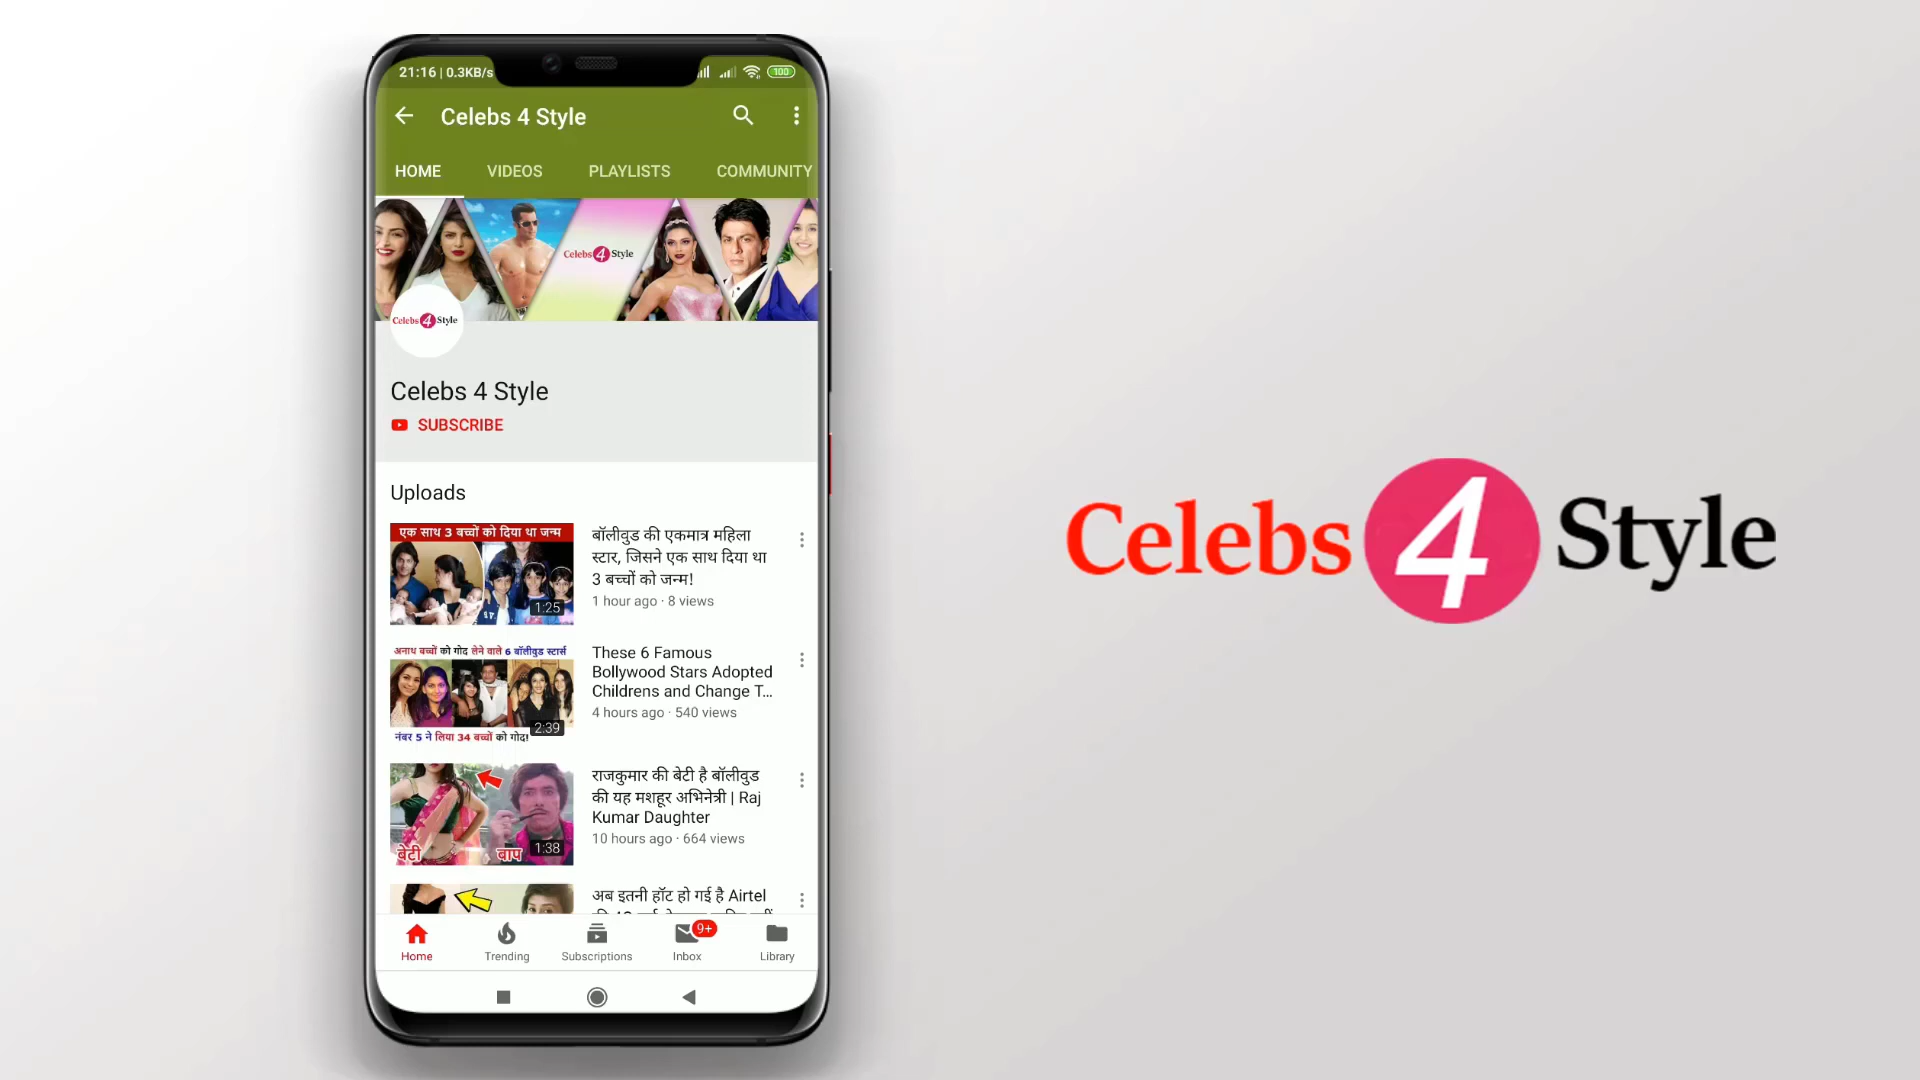 21:16 | 0.3KB/s
100
Celebs 4 Style
HOME VIDEOS PLAYLISTS COMMUNITY
Celebs 4 Style
Celebs 4 Style
Celebs 4 Style
SUBSCRIBE
Uploads
एक साथ 3 बच्चों को दिया था जन्म
1:25
बॉलीवुड की एकमात्र महिला
स्टार, जिसने एक साथ दिया था
3 बच्चों को जन्म!
1 hour ago · 8 views
अनाथ बच्चों को गोद लेने वाले 6 बॉलीवुड स्टार्स
2:39
नंबर 5 ने लिया 34 बच्चों को गोद!
These 6 Famous
Bollywood Stars Adopted
Childrens and Change T...
4 hours ago · 540 views
बेटी
बाप
1:38
राजकुमार की बेटी है बॉलीवुड
की यह मशहूर अभिनेत्री | Raj
Kumar Daughter
10 hours ago · 664 views
अब इतनी हॉट हो गई है Airtel
9+
Home Trending Subscriptions Inbox Library
Celebs 4 Style